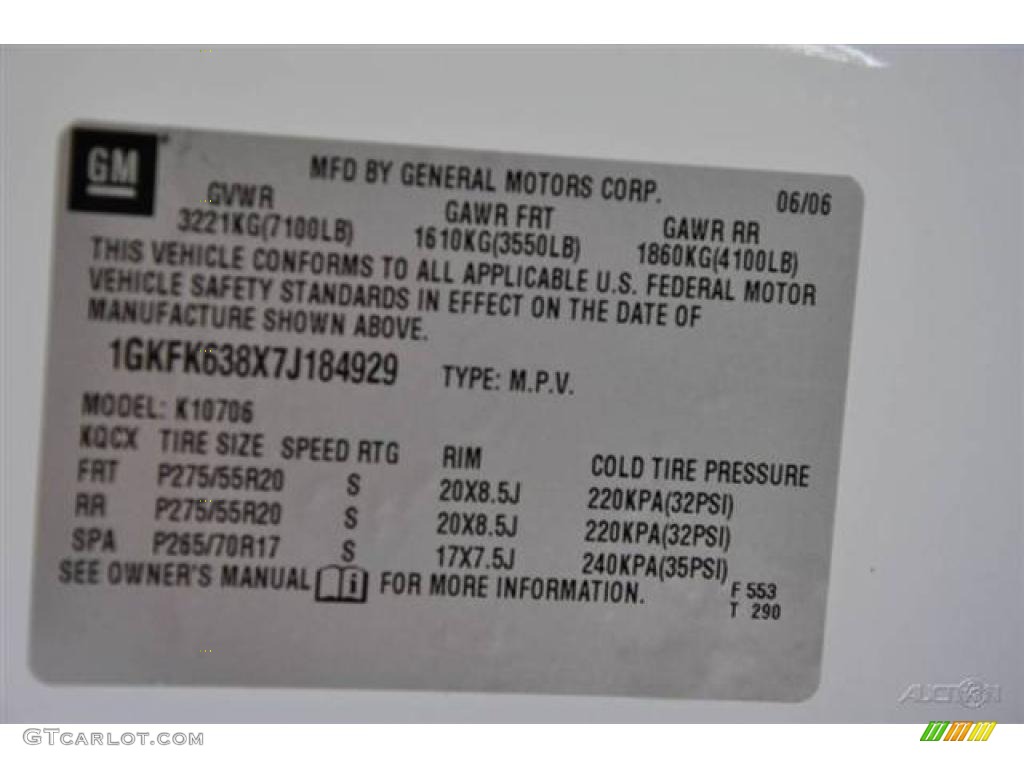 GM
MFD BY GENERAL MOTORS CORP. 06/06
GVWR GAWR FRT GAWR RR
3221KG(7100LB) 1610KG(3550LB) 1860KG(4100LB)
THIS VEHICLE CONFORMS TO ALL APPLICABLE U.S. FEDERAL MOTOR
VEHICLE SAFETY STANDARDS IN EFFECT ON THE DATE OF
MANUFACTURE SHOWN ABOVE.
1GKFK638X7J184929 TYPE: M.P.V.
MODEL: K10706
KQCX TIRE SIZE SPEED RTG RIM COLD TIRE PRESSURE
FRT P275/55R20 S 20X8.5J 220KPA(32PSI)
RR P275/55R20 S 20X8.5J 220KPA(32PSI)
SPA P265/70R17 S 17X7.5J 240KPA(35PSI)
SEE OWNER'S MANUAL i FOR MORE INFORMATION. F 553
T 290
AUCTION
GTCARLOT.COM